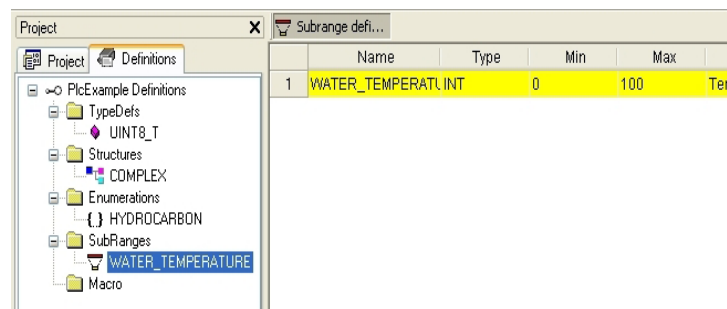 Project
Project Definitions
PlcExample Definitions
TypeDefs
UINT8_T
Structures
COMPLEX
Enumerations
HYDROCARBON
SubRanges
WATER_TEMPERATURE
Macro
Subrange defi...
Name Type Min Max
1 WATER_TEMPERATU INT 0 100 Ter